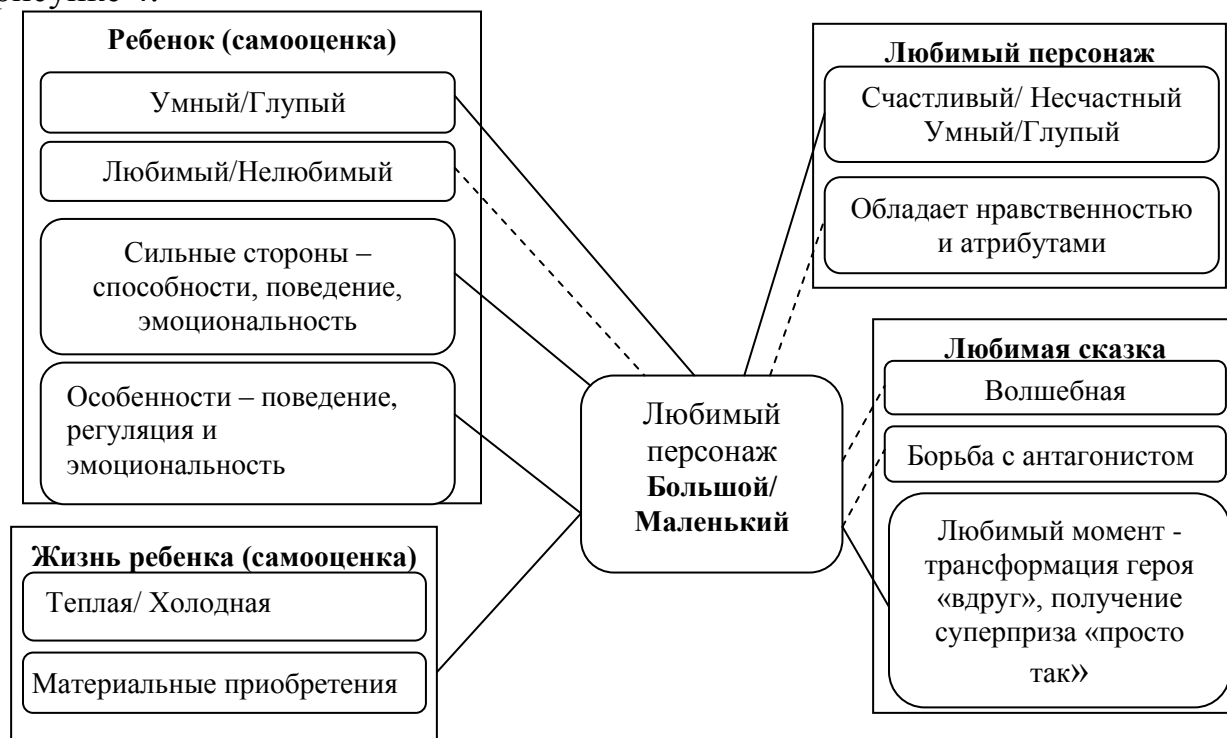 Ребенок (самооценка)
Умный/Глупый
Любимый/Нелюбимый
Сильные стороны –
способности, поведение,
эмоциональность
Особенности – поведение,
регуляция и
эмоциональность
Жизнь ребенка (самооценка)
Теплая/ Холодная
Материальные приобретения
Любимый
персонаж
Большой/
Маленький
Любимый персонаж
Счастливый/ Несчастный
Умный/Глупый
Обладает нравственностью
и атрибутами
Любимая сказка
Волшебная
Борьба с антагонистом
Любимый момент -
трансформация героя
«вдруг», получение
суперприза «просто
так»